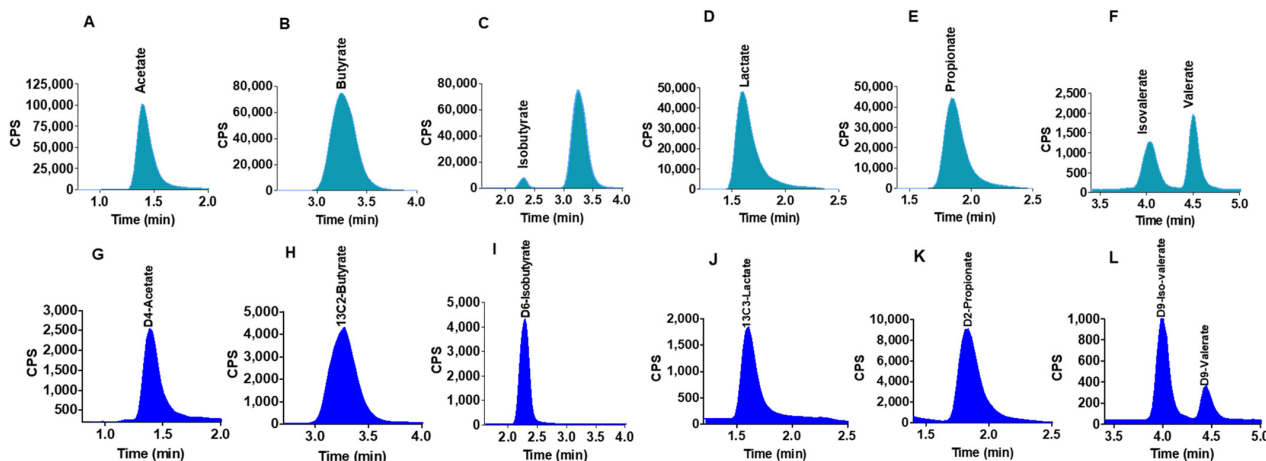 A
Acetate
CPS
125,000
100,000
75,000
50,000
25,000
0
1.0 1.5 2.0
Time (min)
B
Butyrate
CPS
80,000
60,000
40,000
20,000
0
3.0 3.5 4.0
Time (min)
C
Isobutyrate
CPS
80,000
60,000
40,000
20,000
0
2.0 2.5 3.0 3.5 4.0
Time (min)
D
Lactate
CPS
50,000
40,000
30,000
20,000
10,000
0
1.5 2.0 2.5
Time (min)
E
Propionate
CPS
50,000
40,000
30,000
20,000
10,000
0
1.5 2.0 2.5
Time (min)
F
Isovalerate
Valerate
CPS
2,500
2,000
1,500
1,000
500
0
3.5 4.0 4.5 5.0
Time (min)
G
D4-Acetate
CPS
3,000
2,500
2,000
1,500
1,000
500
1.0 1.5 2.0
Time (min)
H
13C2-Butyrate
CPS
5,000
4,000
3,000
2,000
1,000
0
3.0 3.5 4.0
Time (min)
I
D6-Isobutyrate
CPS
5,000
4,000
3,000
2,000
1,000
0
2.0 2.5 3.0 3.5 4.0
Time (min)
J
13C3-Lactate
CPS
2,000
1,500
1,000
500
0
1.5 2.0 2.5
Time (min)
K
D2-Propionate
CPS
10,000
8,000
6,000
4,000
2,000
0
1.5 2.0 2.5
Time (min)
L
D9-Iso-valerate
D9-Valerate
CPS
1,000
800
600
400
200
0
3.5 4.0 4.5 5.0
Time (min)